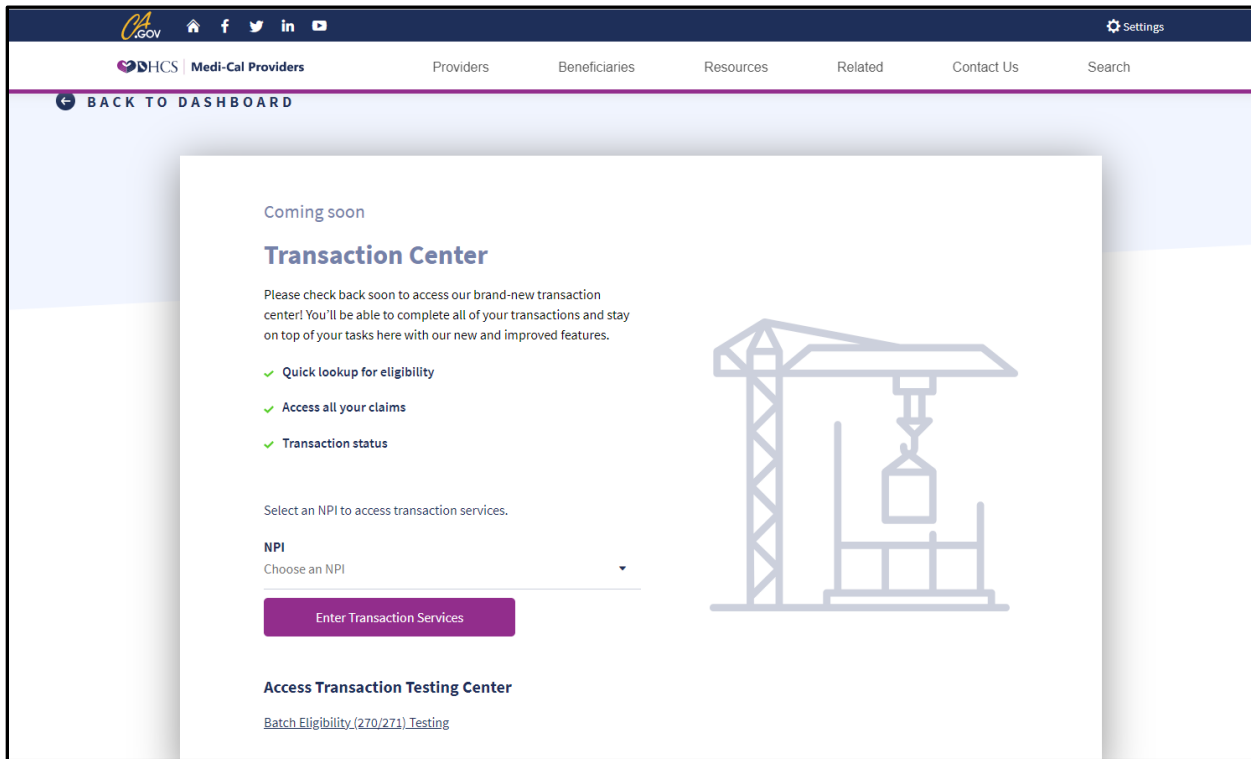 CA.GOV
Settings
DHCS Medi-Cal Providers Providers Beneficiaries Resources Related Contact Us Search
BACK TO DASHBOARD
Coming soon
Transaction Center
Please check back soon to access our brand-new transaction
center! You'll be able to complete all of your transactions and stay
on top of your tasks here with our new and improved features.
Quick lookup for eligibility
Access all your claims
Transaction status
Select an NPI to access transaction services.
NPI
Choose an NPI
Enter Transaction Services
Access Transaction Testing Center
Batch Eligibility (270/271) Testing